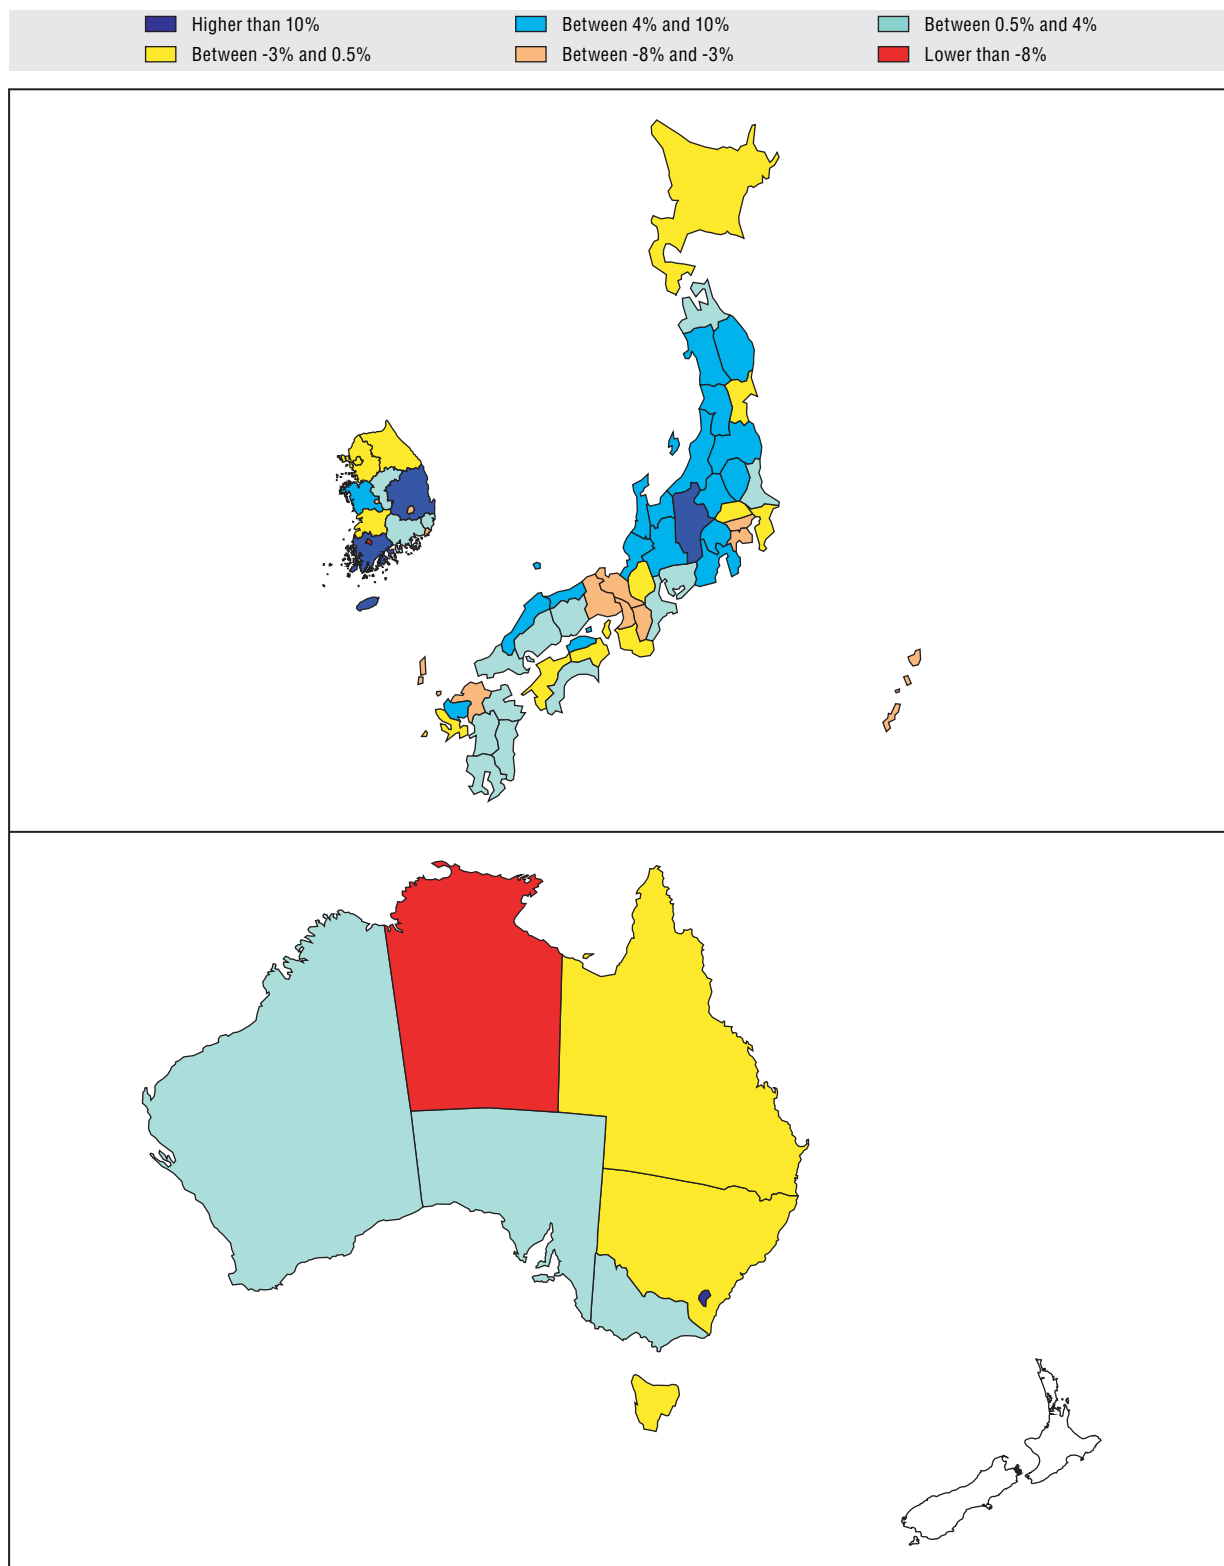 Higher than 10% Between 4% and 10% Between 0.5% and 4%
Between -3% and 0.5% Between -8% and -3% Lower than -8%